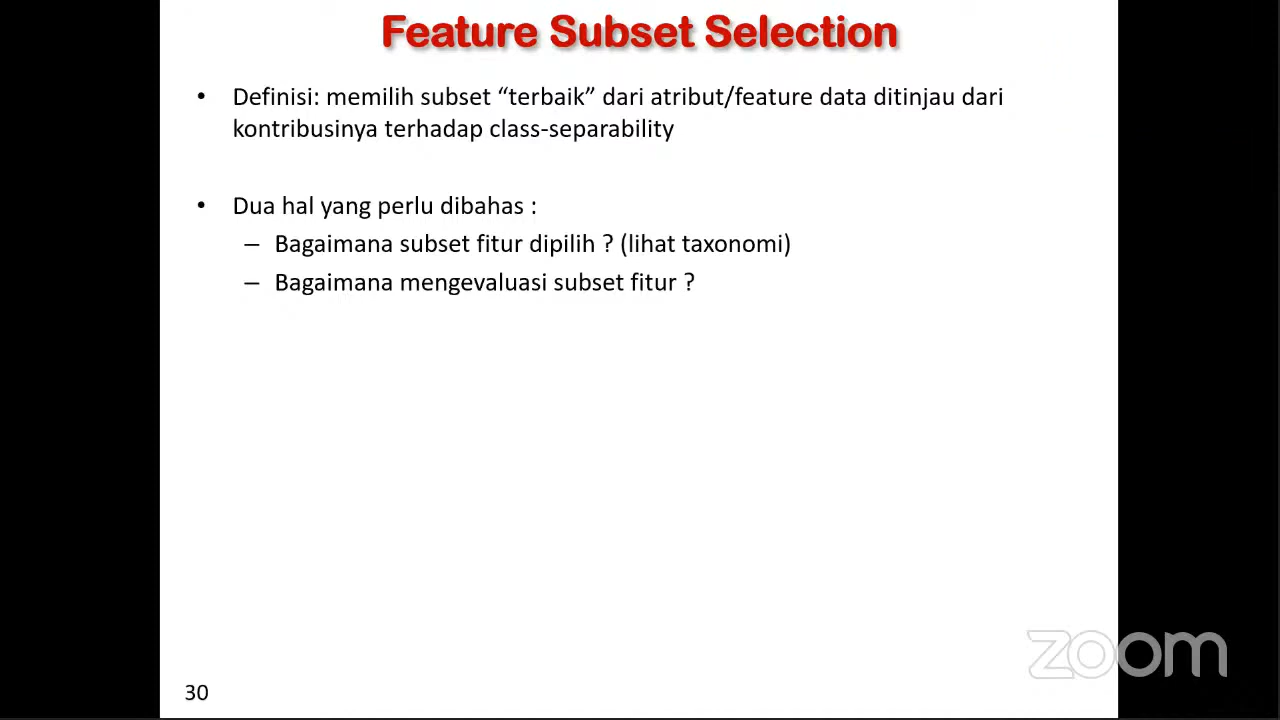 Feature Subset Selection
• Definisi: memilih subset “terbaik” dari atribut/feature data ditinjau dari
kontribusinya terhadap class-separability
• Dua hal yang perlu dibahas :
– Bagaimana subset fitur dipilih ? (lihat taxonomi)
– Bagaimana mengevaluasi subset fitur ?
zoom
30